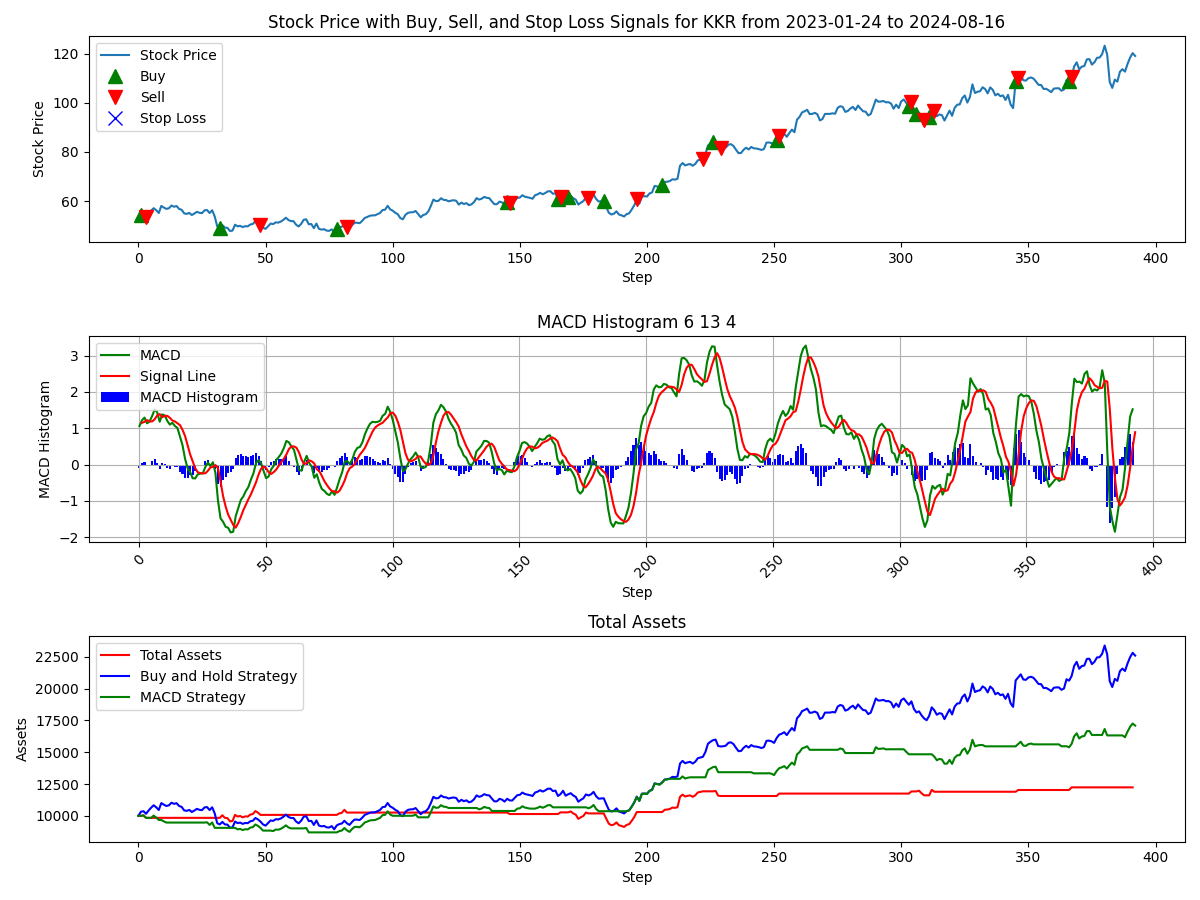 Stock Price with Buy, Sell, and Stop Loss Signals for KKR from 2023-01-24 to 2024-08-16
Stock Price
Buy
Sell
Stop Loss
Stock Price
120
100
80
60
0 50 100 150 200 250 300 350 400
Step
MACD Histogram 6 13 4
MACD
Signal Line
MACD Histogram
MACD Histogram
3
2
1
0
−1
−2
0 50 100 150 200 250 300 350 400
Step
Total Assets
Total Assets
Buy and Hold Strategy
MACD Strategy
Assets
22500
20000
17500
15000
12500
10000
0 50 100 150 200 250 300 350 400
Step